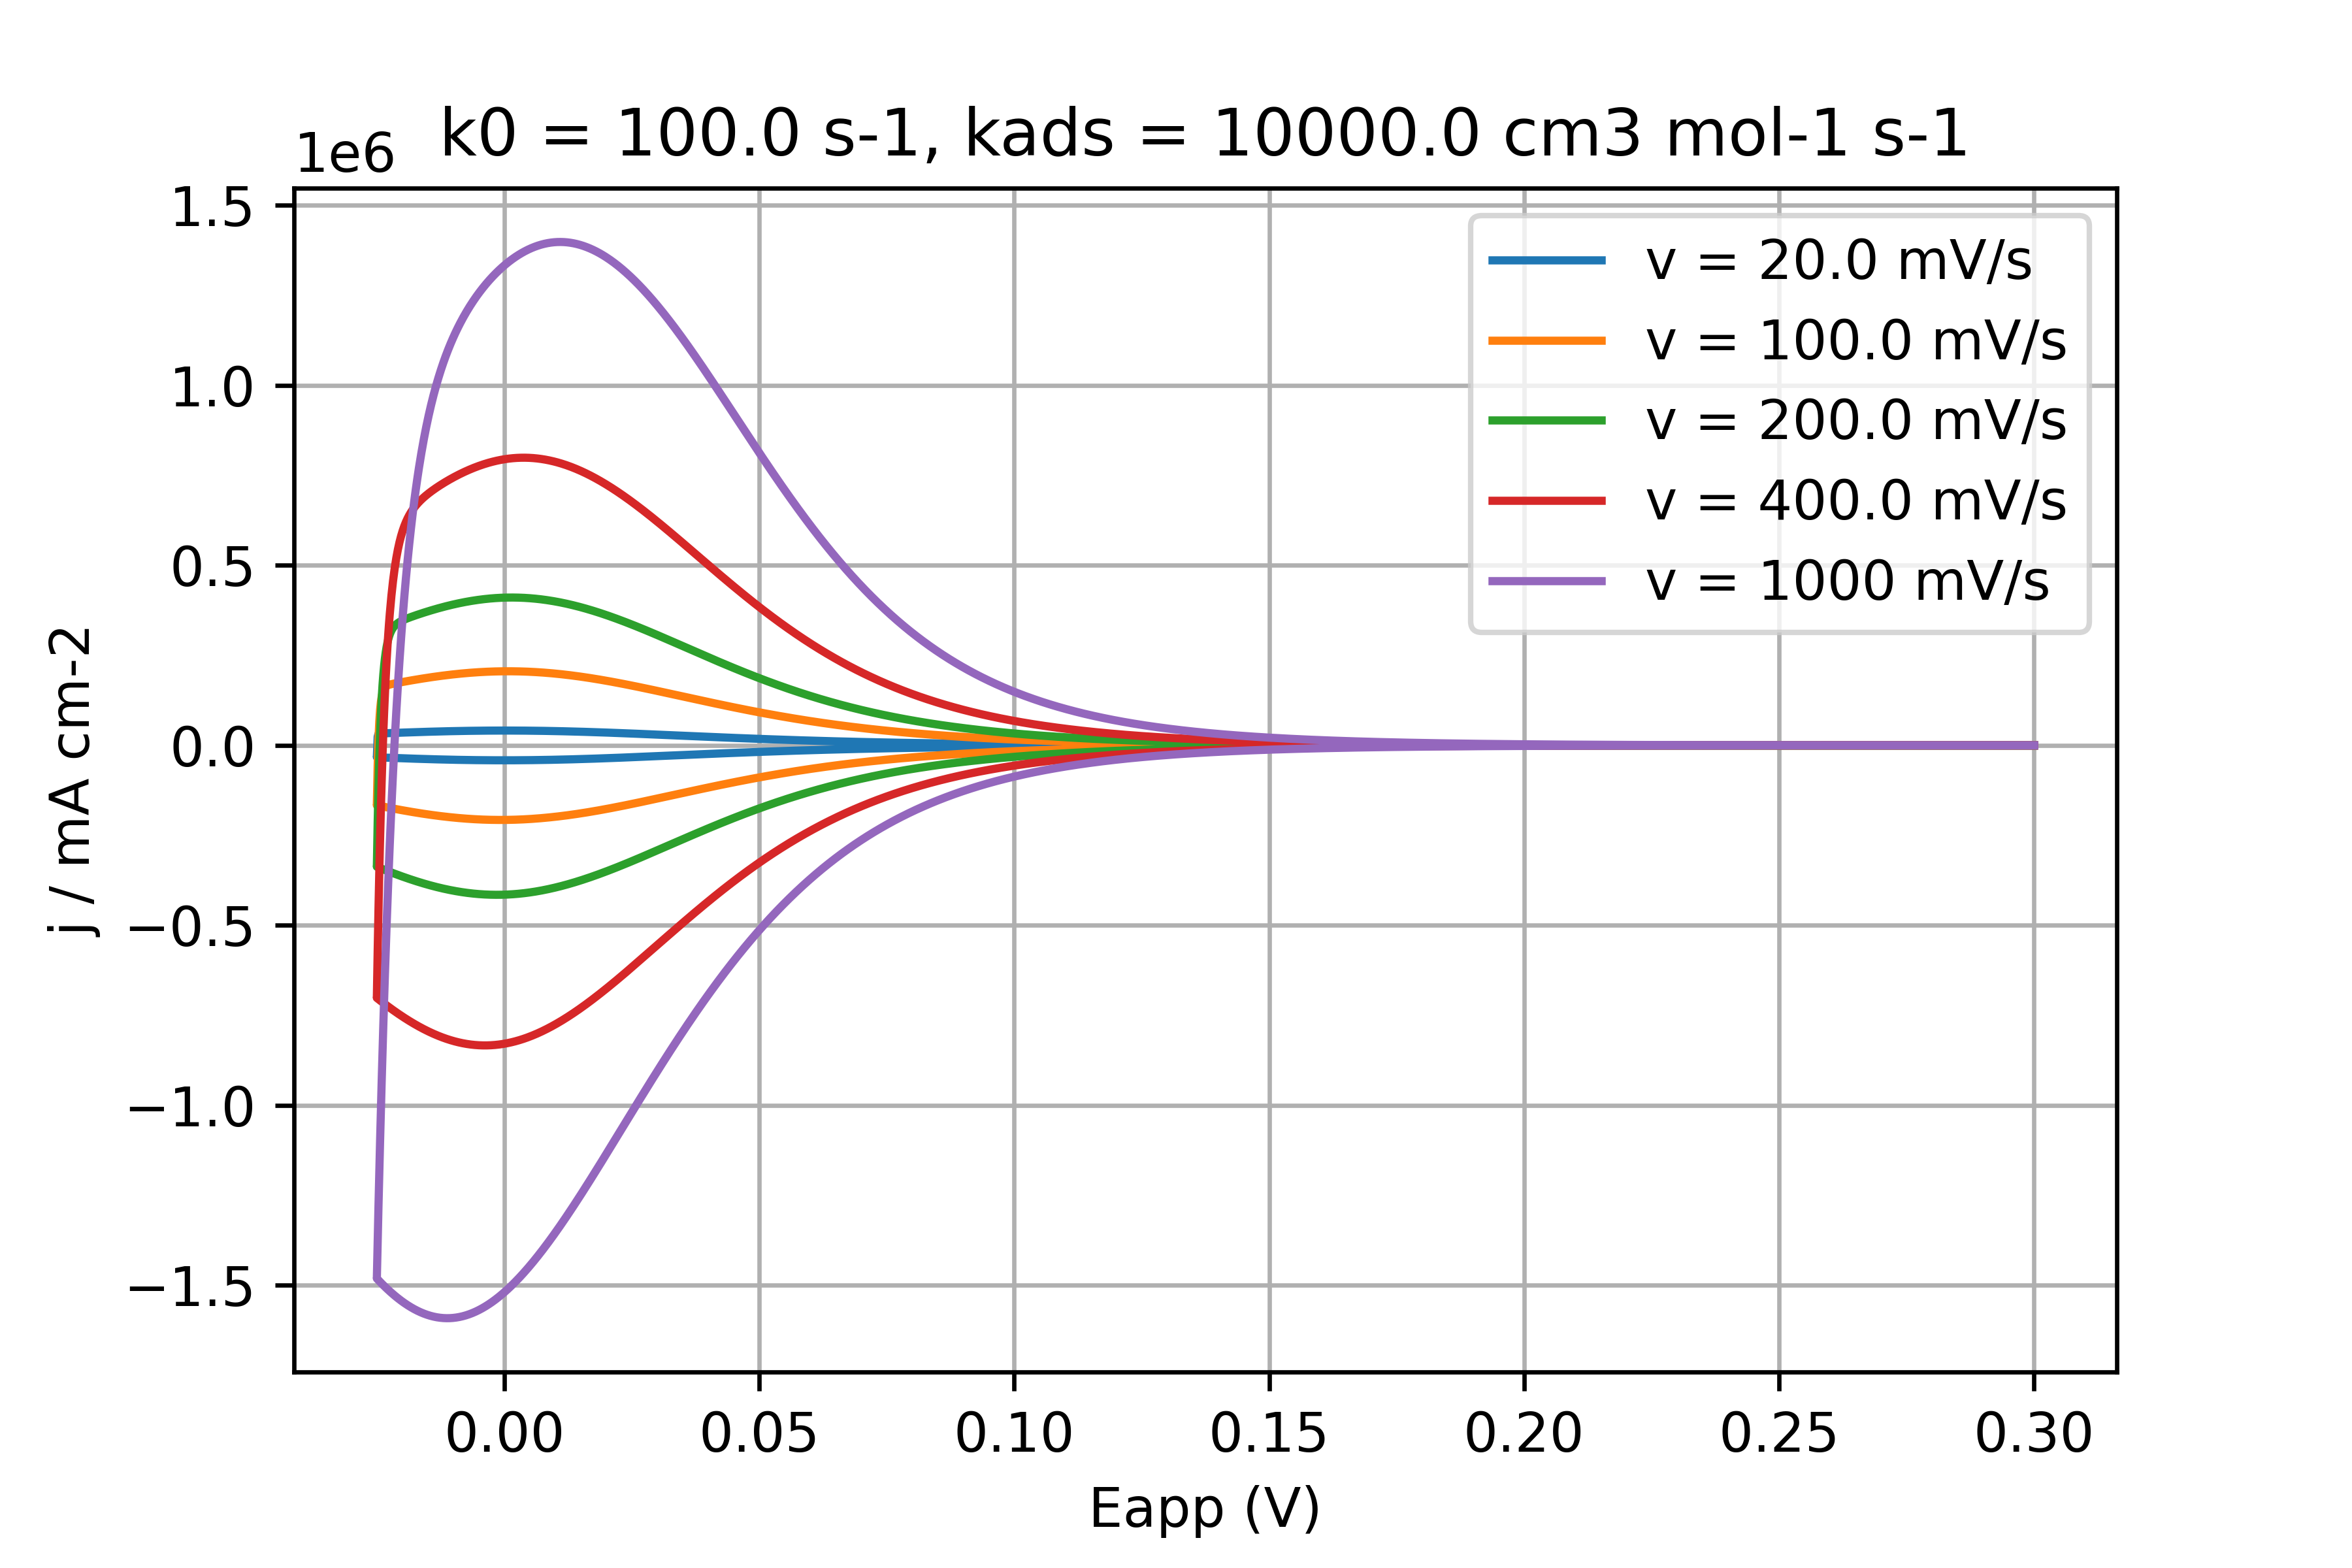 k0 = 100.0 s-1, kads = 10000.0 cm3 mol-1 s-1
1e6
1.5
1.0
0.5
0.0
−0.5
−1.0
−1.5
j / mA cm-2
v = 20.0 mV/s
v = 100.0 mV/s
v = 200.0 mV/s
v = 400.0 mV/s
v = 1000 mV/s
0.00 0.05 0.10 0.15 0.20 0.25 0.30
Eapp (V)